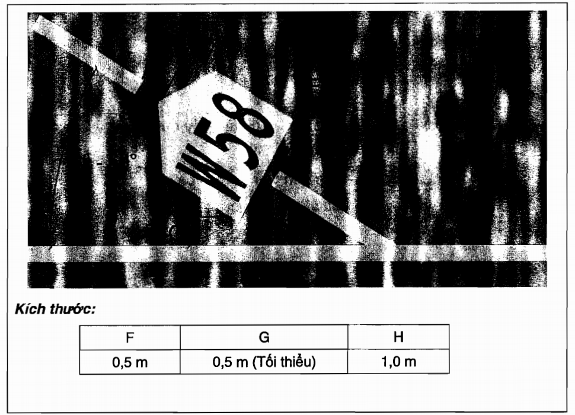 W58
Kích thước:
F G H
0,5 m 0,5 m (Tối thiểu) 1,0 m